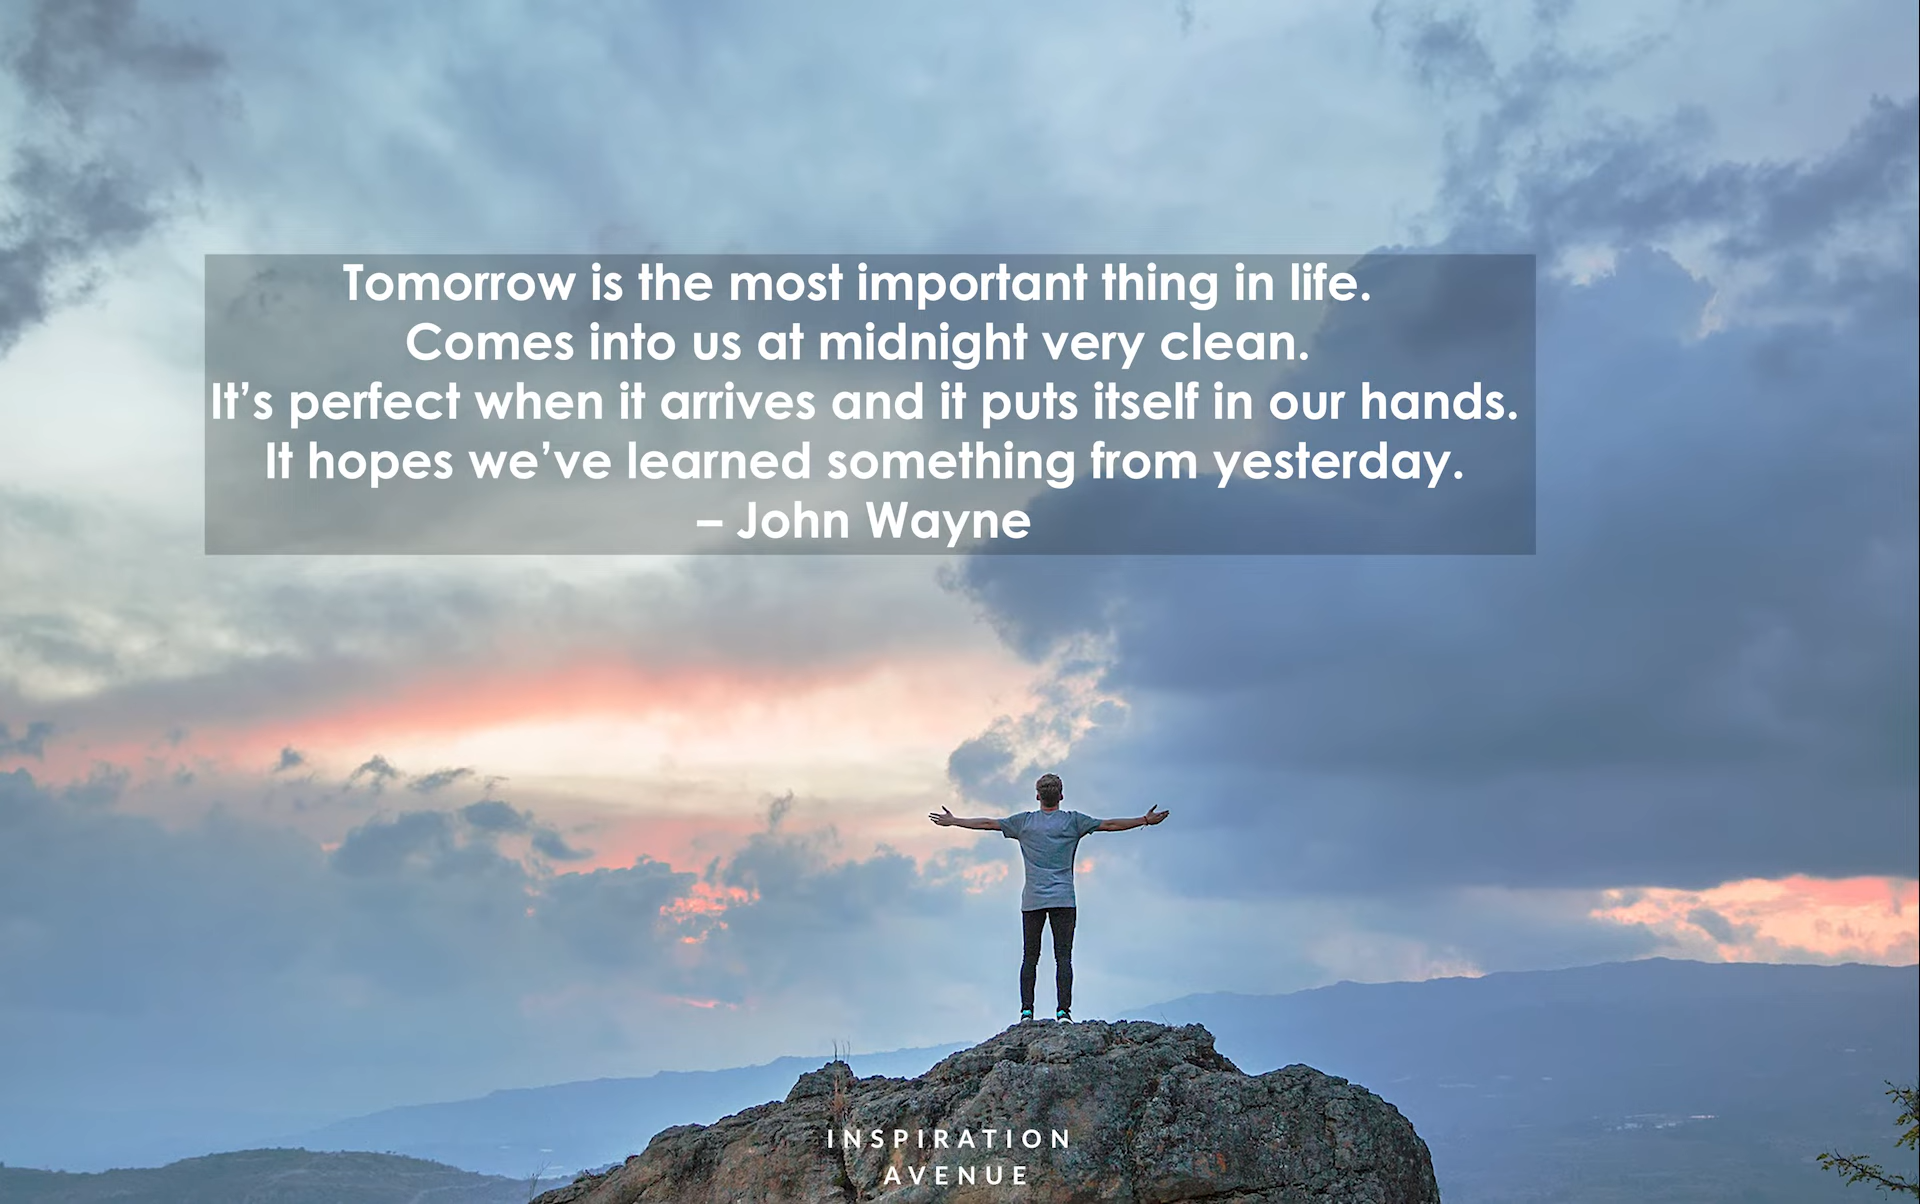 Tomorrow is the most important thing in life.
Comes into us at midnight very clean.
It’s perfect when it arrives and it puts itself in our hands.
It hopes we’ve learned something from yesterday.
– John Wayne
INSPIRATION
AVENUE